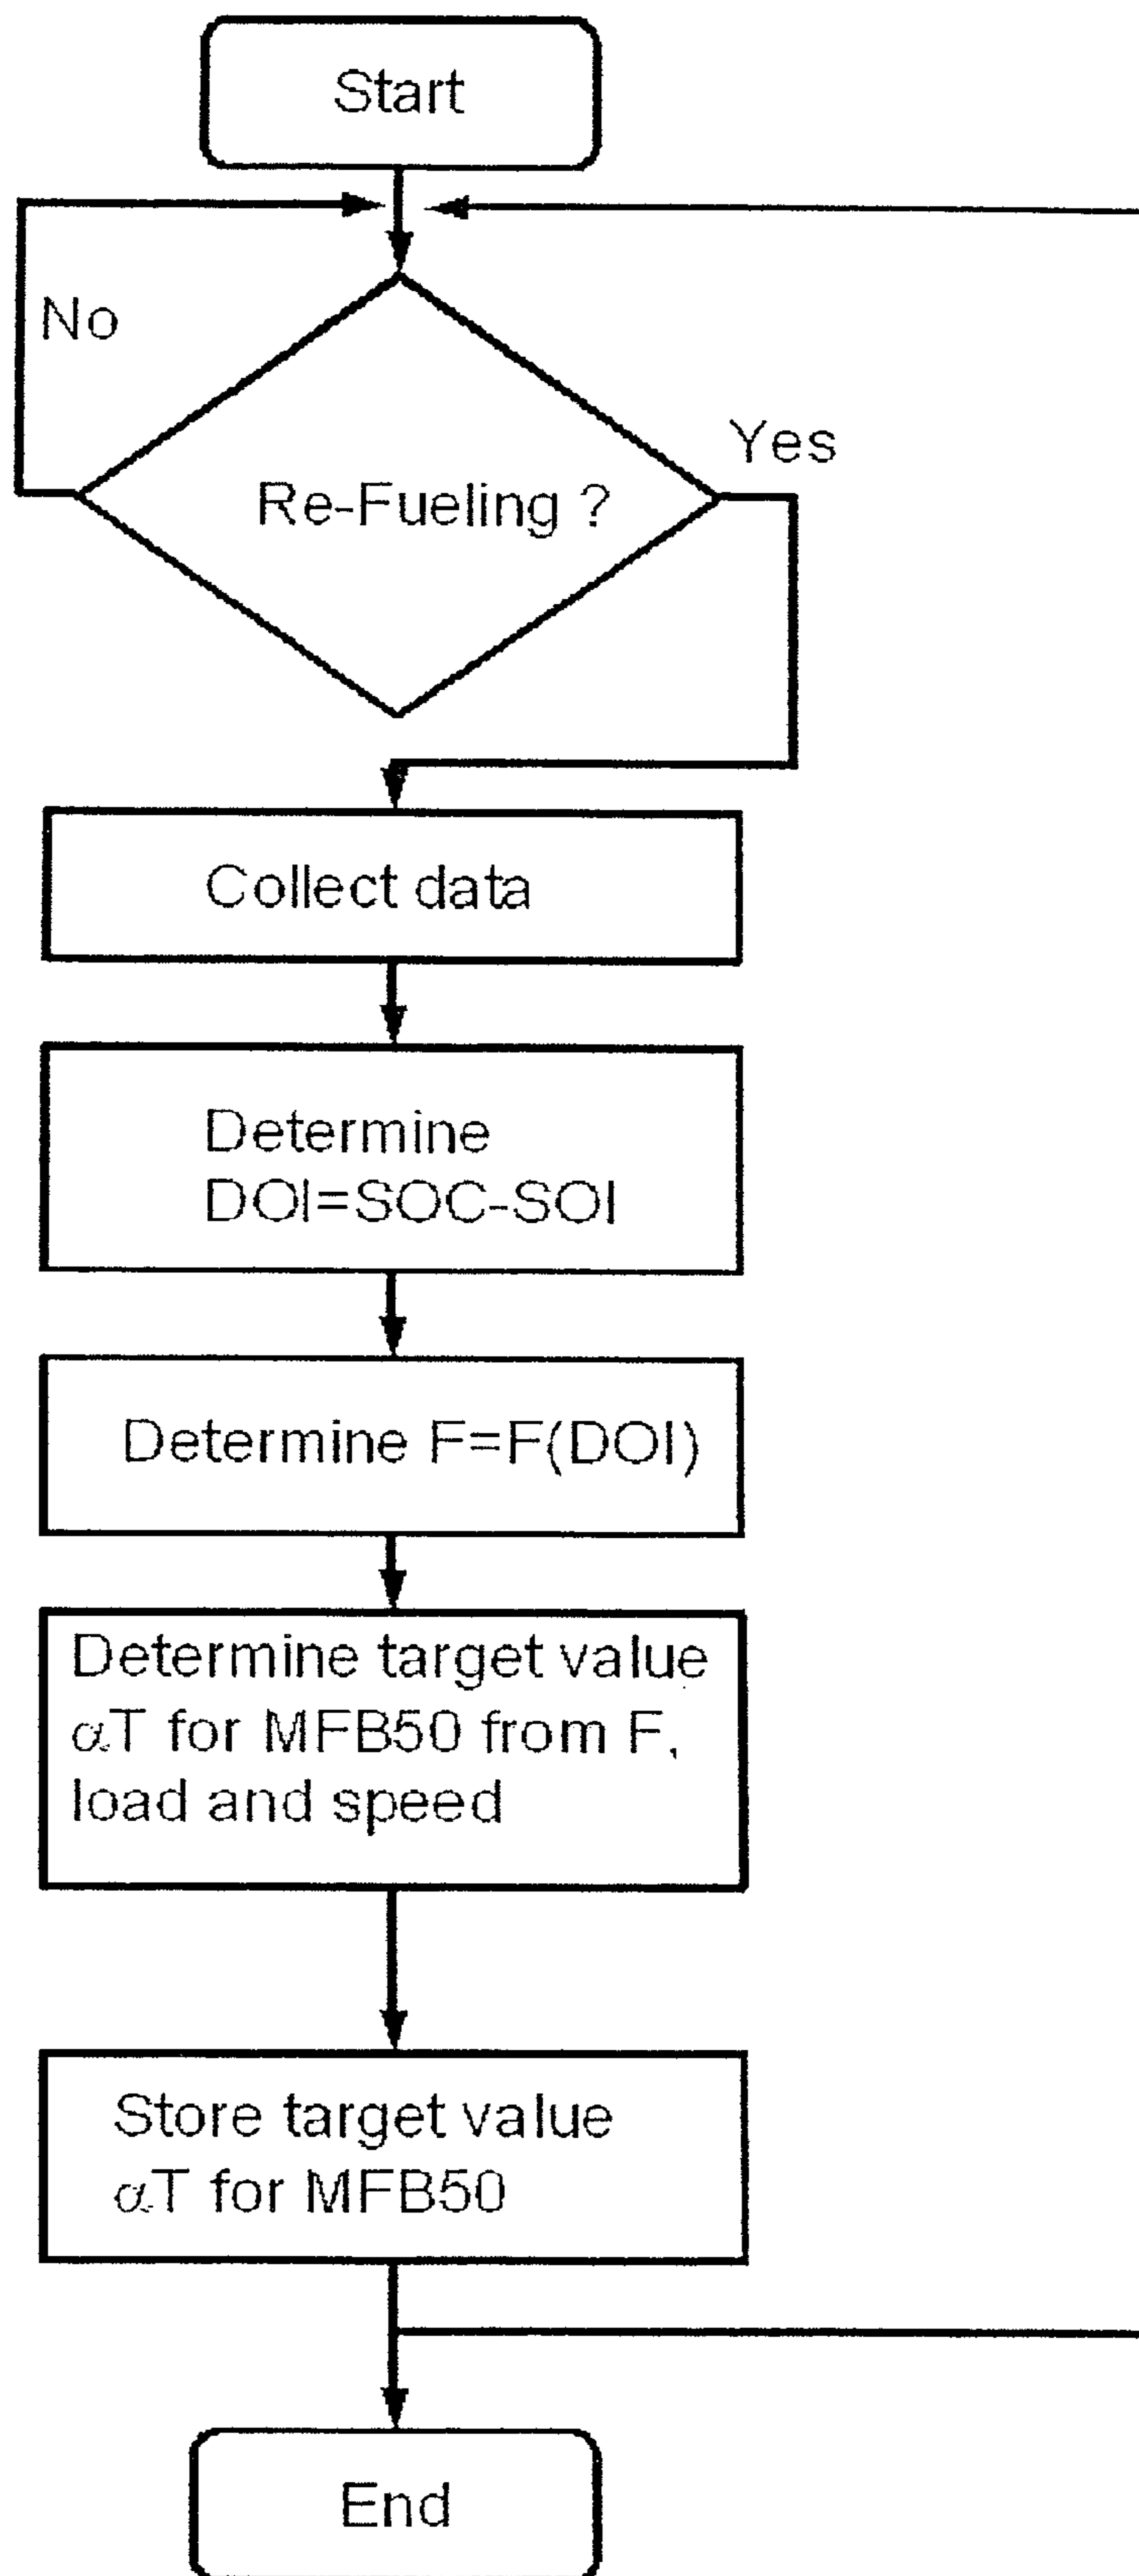 Start
No
Yes
Re-Fueling ?
Collect data
Determine
DOI=SOC-SOI
Determine F=F(DOI)
Determine target value
αT for MFB50 from F,
load and speed
Store target value
αT for MFB50
End